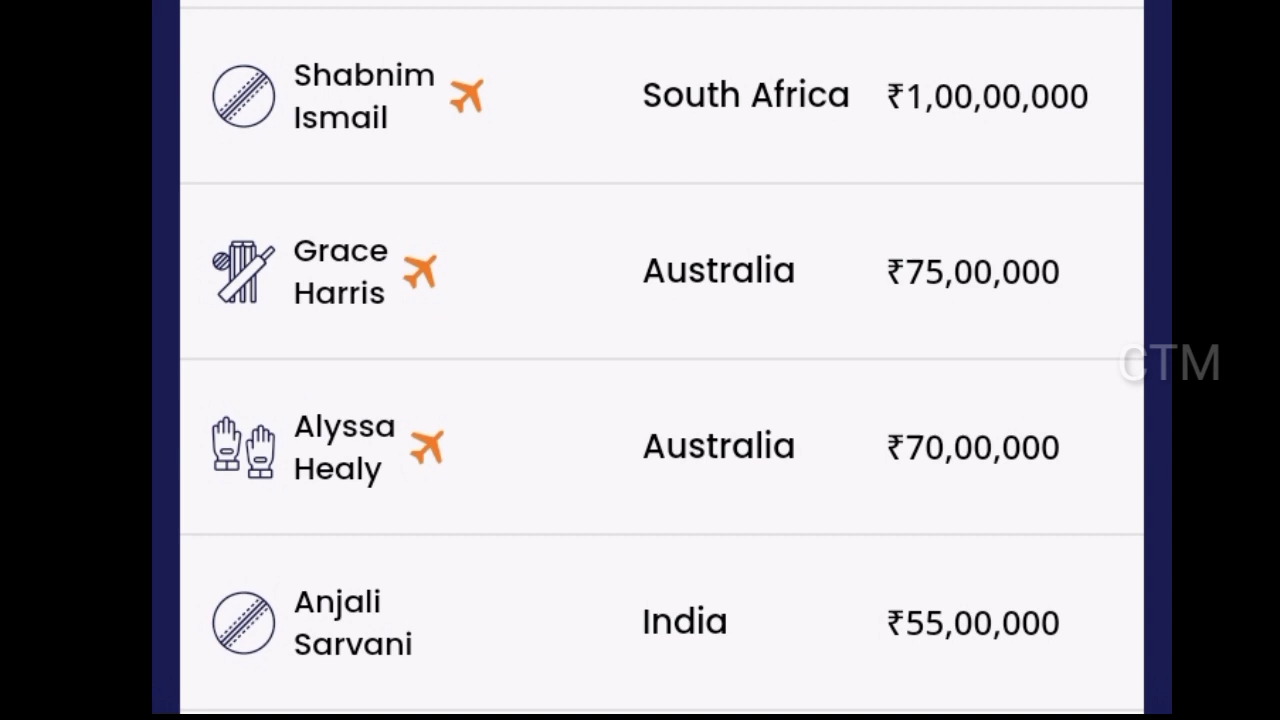 Shabnim
Ismail
South Africa
₹1,00,00,000
Grace
Harris
Australia
₹75,00,000
CTM
Alyssa
Healy
Australia
₹70,00,000
Anjali
Sarvani
India
₹55,00,000